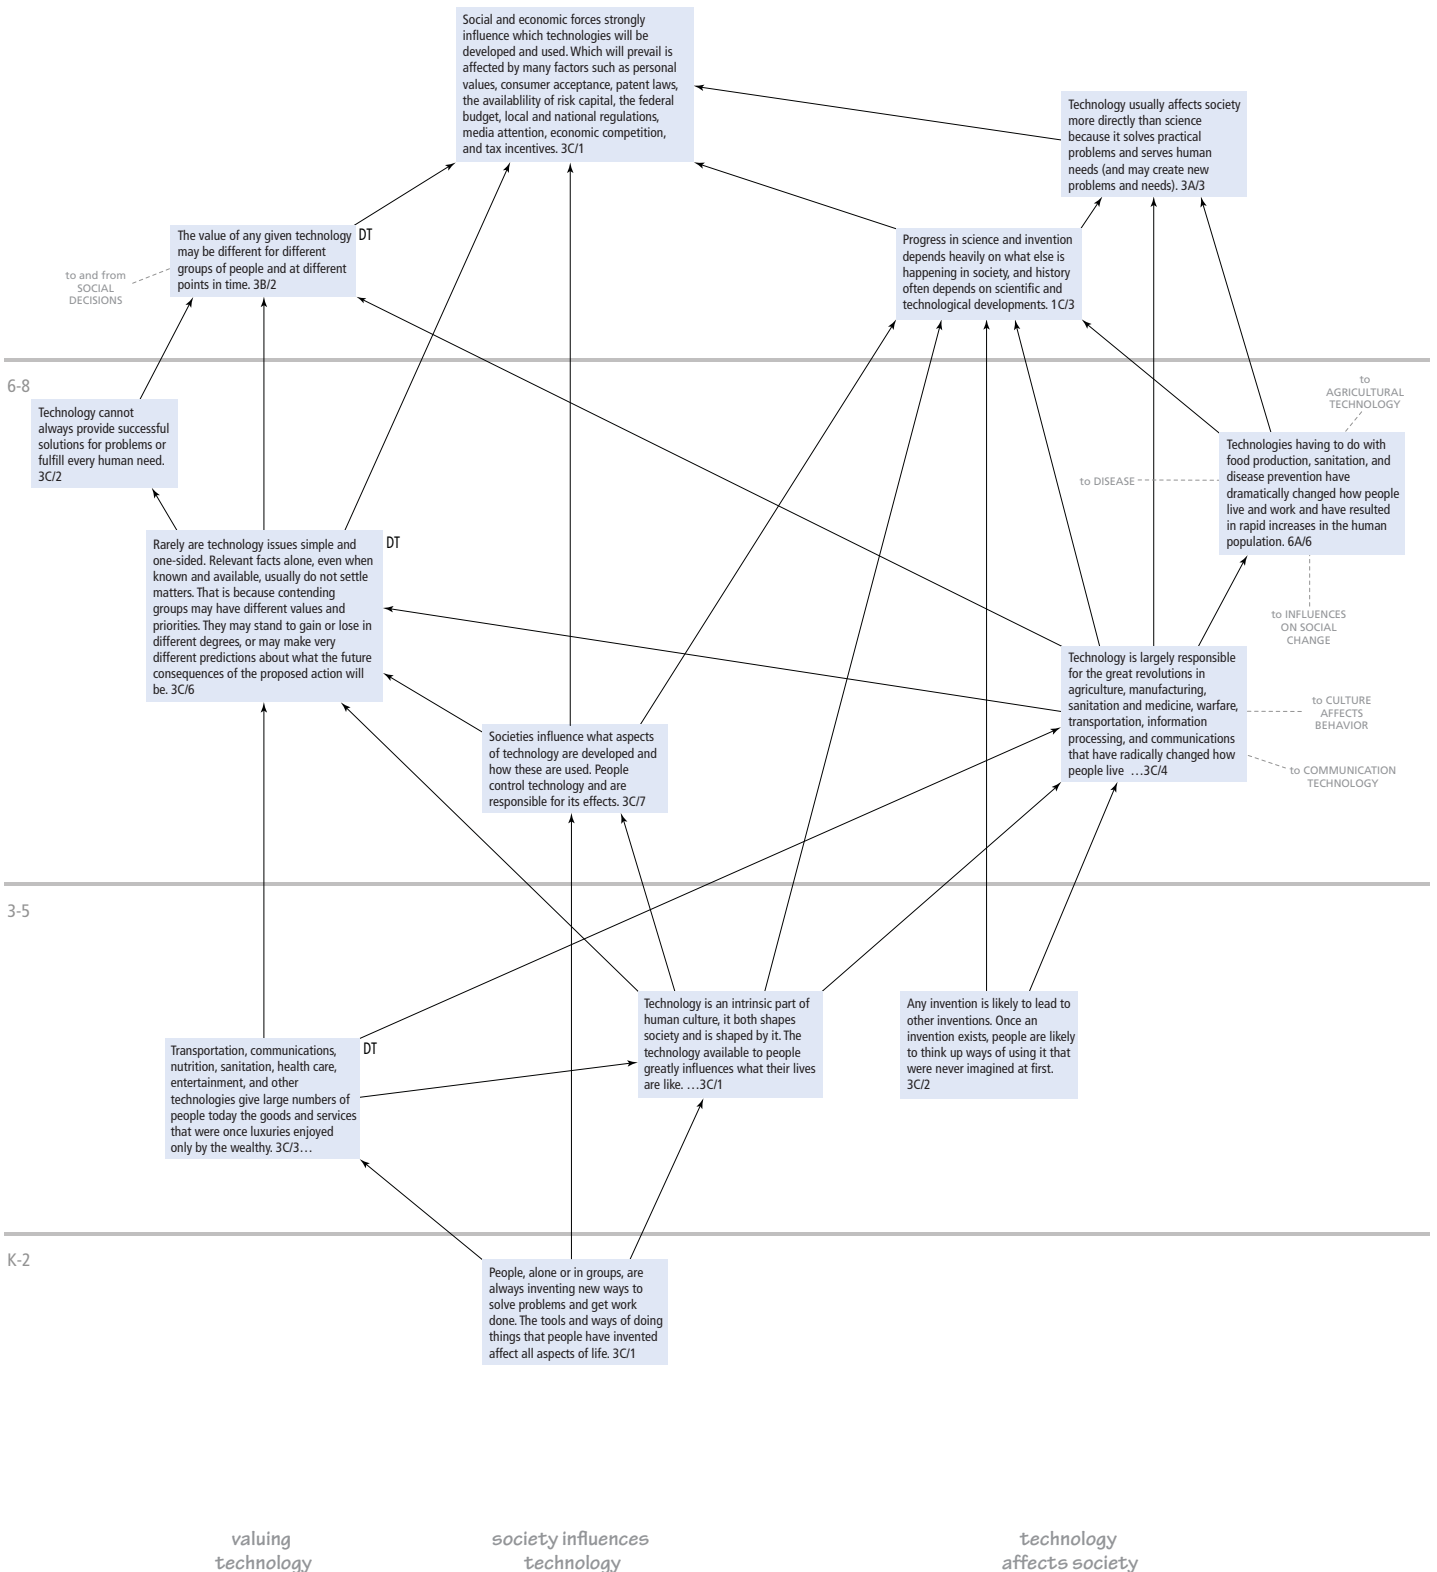 Social and economic forces strongly
influence which technologies will be
developed and used. Which will prevail is
affected by many factors such as personal
values, consumer acceptance, patent laws,
the availablility of risk capital, the federal
budget, local and national regulations,
media attention, economic competition,
and tax incentives. 3C/1
Technology usually affects society
more directly than science
because it solves practical
problems and serves human
needs (and may create new
problems and needs). 3A/3
The value of any given technology
may be different for different
groups of people and at different
points in time. 3B/2
DT
to and from
SOCIAL
DECISIONS
Progress in science and invention
depends heavily on what else is
happening in society, and history
often depends on scientific and
technological developments. 1C/3
6-8
Technology cannot
always provide successful
solutions for problems or
fulfill every human need.
3C/2
to
AGRICULTURAL
TECHNOLOGY
Technologies having to do with
food production, sanitation, and
disease prevention have
dramatically changed how people
live and work and have resulted
in rapid increases in the human
population. 6A/6
to DISEASE
Rarely are technology issues simple and
one-sided. Relevant facts alone, even when
known and available, usually do not settle
matters. That is because contending
groups may have different values and
priorities. They may stand to gain or lose in
different degrees, or may make very
different predictions about what the future
consequences of the proposed action will
be. 3C/6
DT
to INFLUENCES
ON SOCIAL
CHANGE
Technology is largely responsible
for the great revolutions in
agriculture, manufacturing,
sanitation and medicine, warfare,
transportation, information
processing, and communications
that have radically changed how
people live …3C/4
to CULTURE
AFFECTS
BEHAVIOR
to COMMUNICATION
TECHNOLOGY
Societies influence what aspects
of technology are developed and
how these are used. People
control technology and are
responsible for its effects. 3C/7
3-5
Technology is an intrinsic part of
human culture, it both shapes
society and is shaped by it. The
technology available to people
greatly influences what their lives
are like. …3C/1
Any invention is likely to lead to
other inventions. Once an
invention exists, people are likely
to think up ways of using it that
were never imagined at first.
3C/2
Transportation, communications,
nutrition, sanitation, health care,
entertainment, and other
technologies give large numbers of
people today the goods and services
that were once luxuries enjoyed
only by the wealthy. 3C/3…
DT
K-2
People, alone or in groups, are
always inventing new ways to
solve problems and get work
done. The tools and ways of doing
things that people have invented
affect all aspects of life. 3C/1
valuing
technology
society influences
technology
technology
affects society